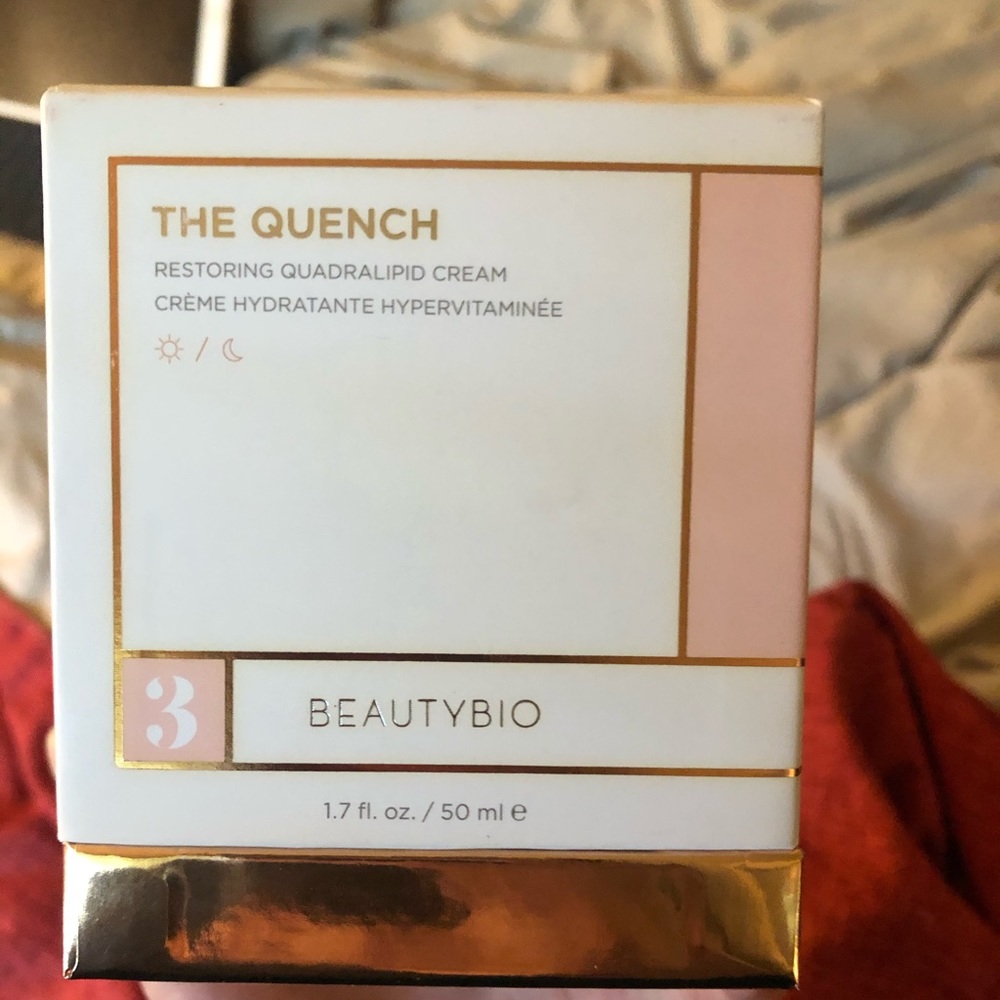 THE QUENCH
RESTORING QUADRALIPID CREAM
CRÈME HYDRATANTE HYPERVITAMINÉE
3
BEAUTYBIO
1.7 fl. oz. / 50 ml ℮